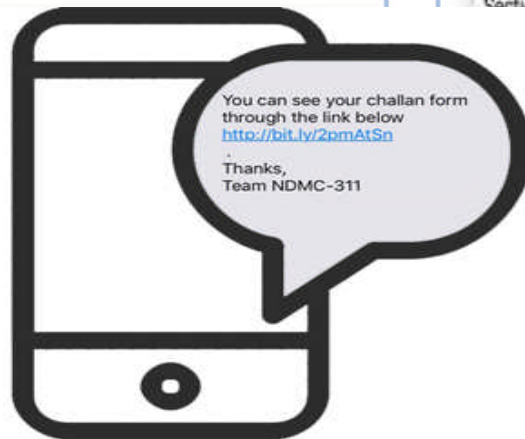 You can see your challan form
through the link below
http://bit.ly/2pmAtSn
.
Thanks,
Team NDMC-311